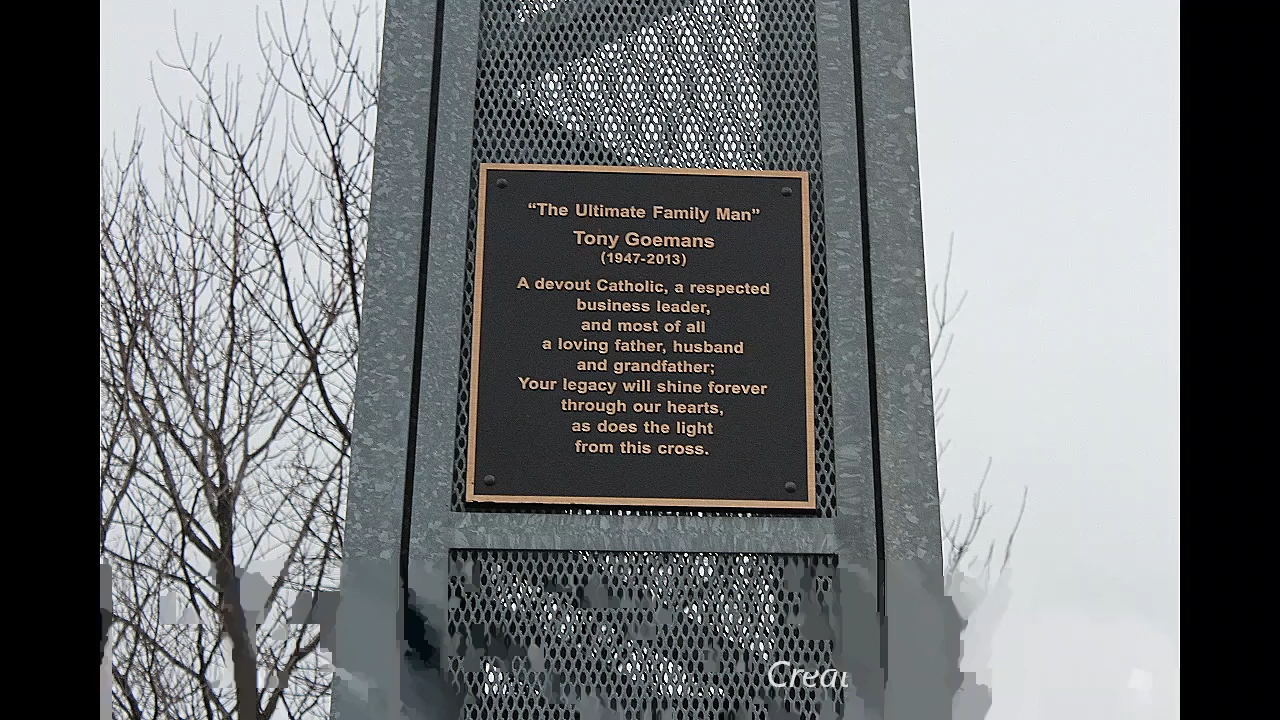 “The Ultimate Family Man”
Tony Goemans
(1947-2013)
A devout Catholic, a respected
business leader,
and most of all
a loving father, husband
and grandfather;
Your legacy will shine forever
through our hearts,
as does the light
from this cross.